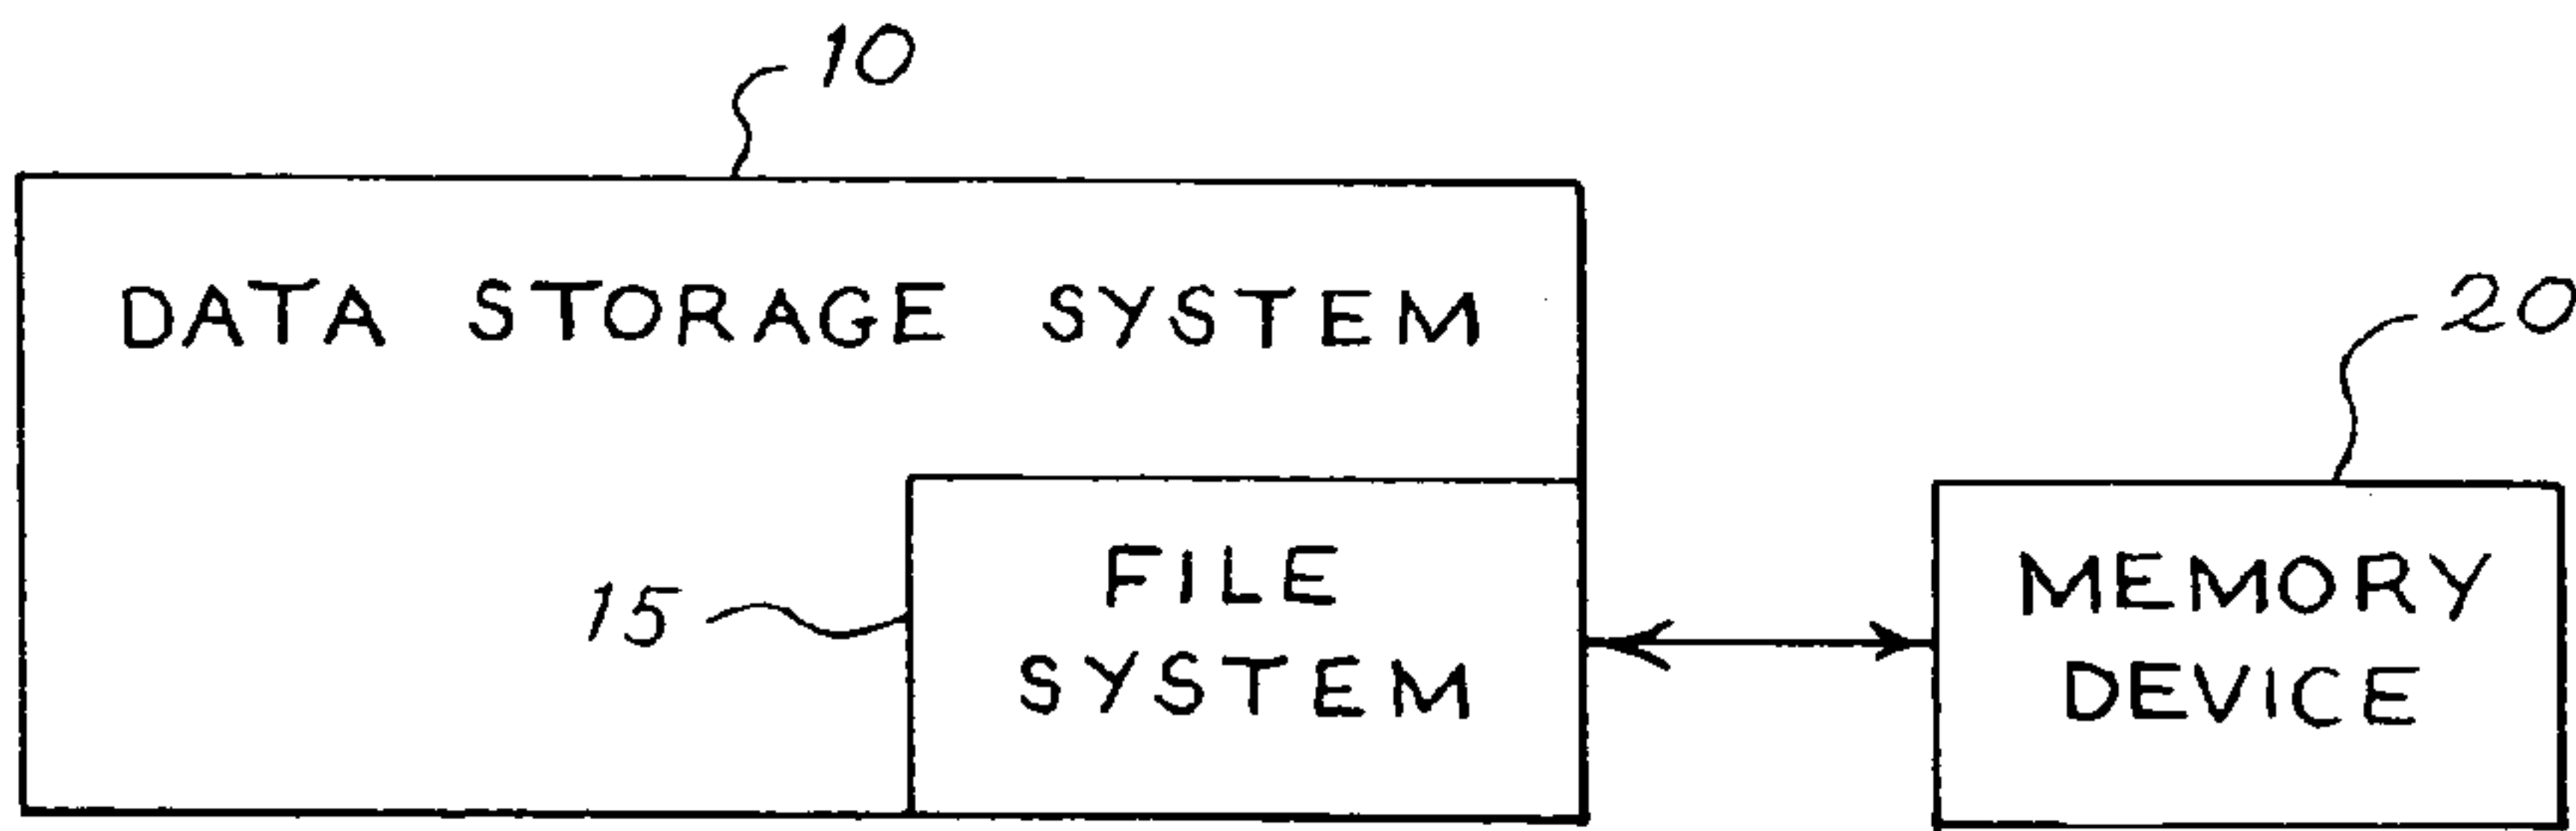 10
DATA STORAGE SYSTEM
20
15
FILE
SYSTEM
MEMORY
DEVICE